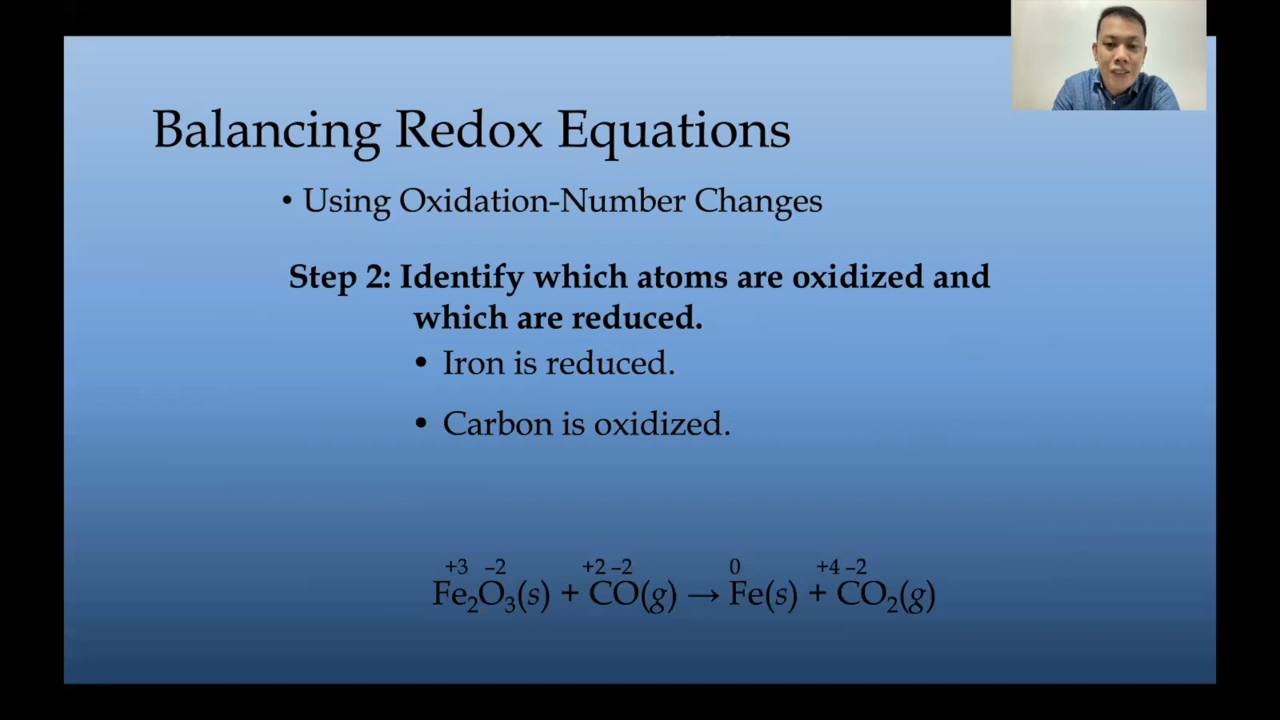 Balancing Redox Equations
• Using Oxidation-Number Changes
Step 2: Identify which atoms are oxidized and
which are reduced.
• Iron is reduced.
• Carbon is oxidized.
+3 –2 +2 –2 0 +4 –2
Fe₂O₃(s) + CO(g) → Fe(s) + CO₂(g)